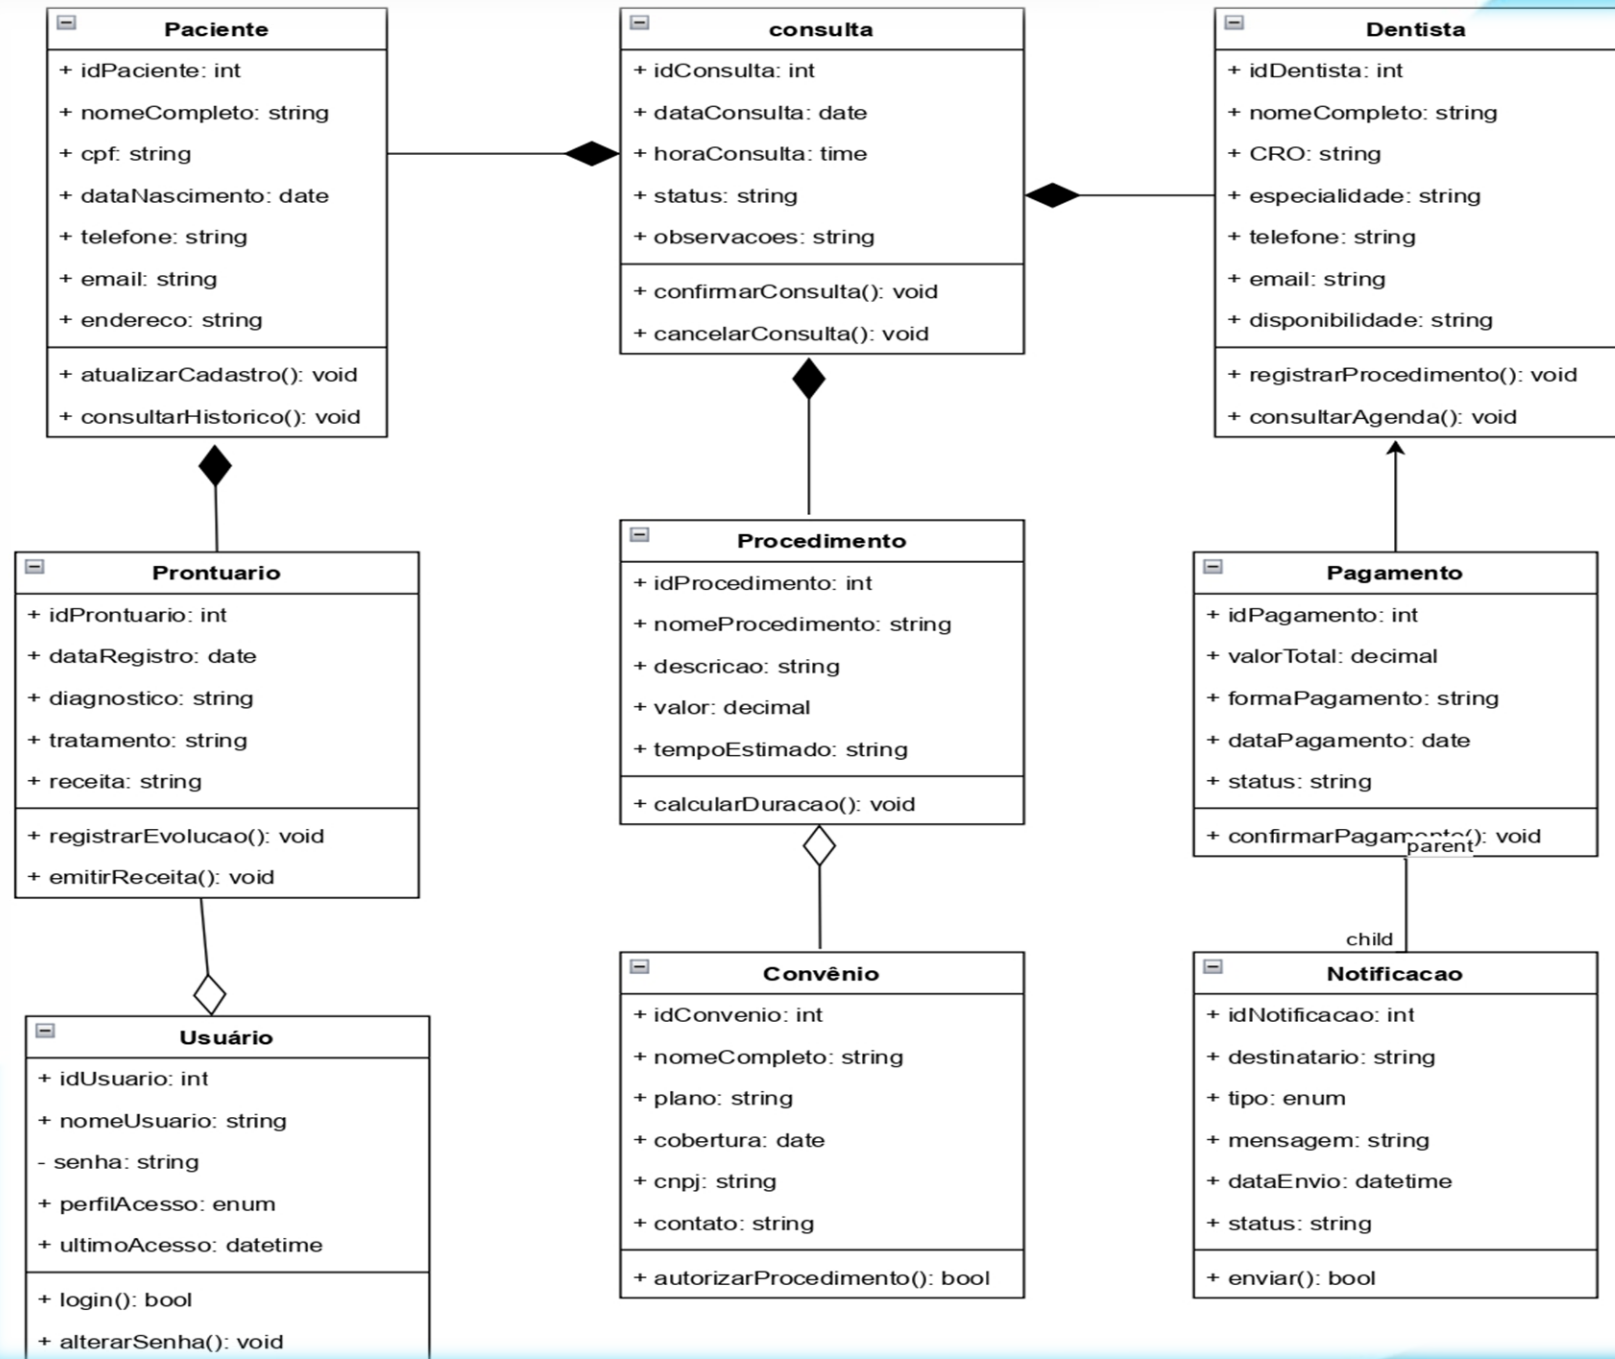 Paciente
+ idPaciente: int
+ nomeCompleto: string
+ cpf: string
+ dataNascimento: date
+ telefone: string
+ email: string
+ endereco: string
+ atualizarCadastro(): void
+ consultarHistorico(): void
consulta
+ idConsulta: int
+ dataConsulta: date
+ horaConsulta: time
+ status: string
+ observacoes: string
+ confirmarConsulta(): void
+ cancelarConsulta(): void
Dentista
+ idDentista: int
+ nomeCompleto: string
+ CRO: string
+ especialidade: string
+ telefone: string
+ email: string
+ disponibilidade: string
+ registrarProcedimento(): void
+ consultarAgenda(): void
Prontuario
+ idProntuario: int
+ dataRegistro: date
+ diagnostico: string
+ tratamento: string
+ receita: string
+ registrarEvolucao(): void
+ emitirReceita(): void
Procedimento
+ idProcedimento: int
+ nomeProcedimento: string
+ descricao: string
+ valor: decimal
+ tempoEstimado: string
+ calcularDuracao(): void
Pagamento
+ idPagamento: int
+ valorTotal: decimal
+ formaPagamento: string
+ dataPagamento: date
+ status: string
+ confirmarPagamento(): void
parent
child
Usuário
+ idUsuario: int
+ nomeUsuario: string
- senha: string
+ perfilAcesso: enum
+ ultimoAcesso: datetime
+ login(): bool
+ alterarSenha(): void
Convênio
+ idConvenio: int
+ nomeCompleto: string
+ plano: string
+ cobertura: date
+ cnpj: string
+ contato: string
+ autorizarProcedimento(): bool
Notificacao
+ idNotificacao: int
+ destinatario: string
+ tipo: enum
+ mensagem: string
+ dataEnvio: datetime
+ status: string
+ enviar(): bool